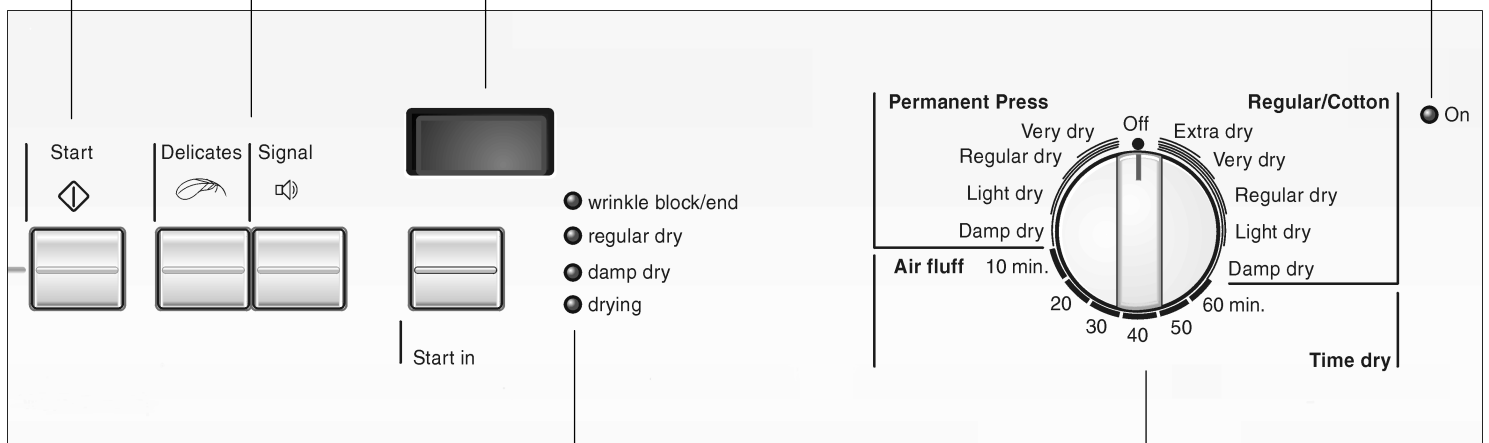 Start
Delicates
Signal
wrinkle block/end
regular dry
damp dry
drying
Start in
Permanent Press
Very dry
Regular dry
Light dry
Damp dry
Off
Regular/Cotton
Extra dry
Very dry
Regular dry
Light dry
Damp dry
Air fluff 10 min.
20
30
40
50
60 min.
Time dry
On